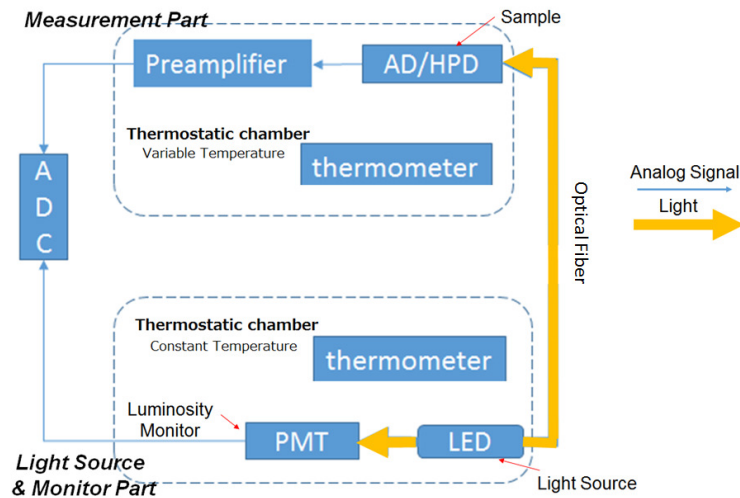 Measurement Part
Sample
Preamplifier
AD/HPD
Thermostatic chamber
Variable Temperature
thermometer
A
D
C
Optical Fiber
Analog Signal
Light
Thermostatic chamber
Constant Temperature
thermometer
Luminosity
Monitor
PMT
LED
Light Source
& Monitor Part
Light Source